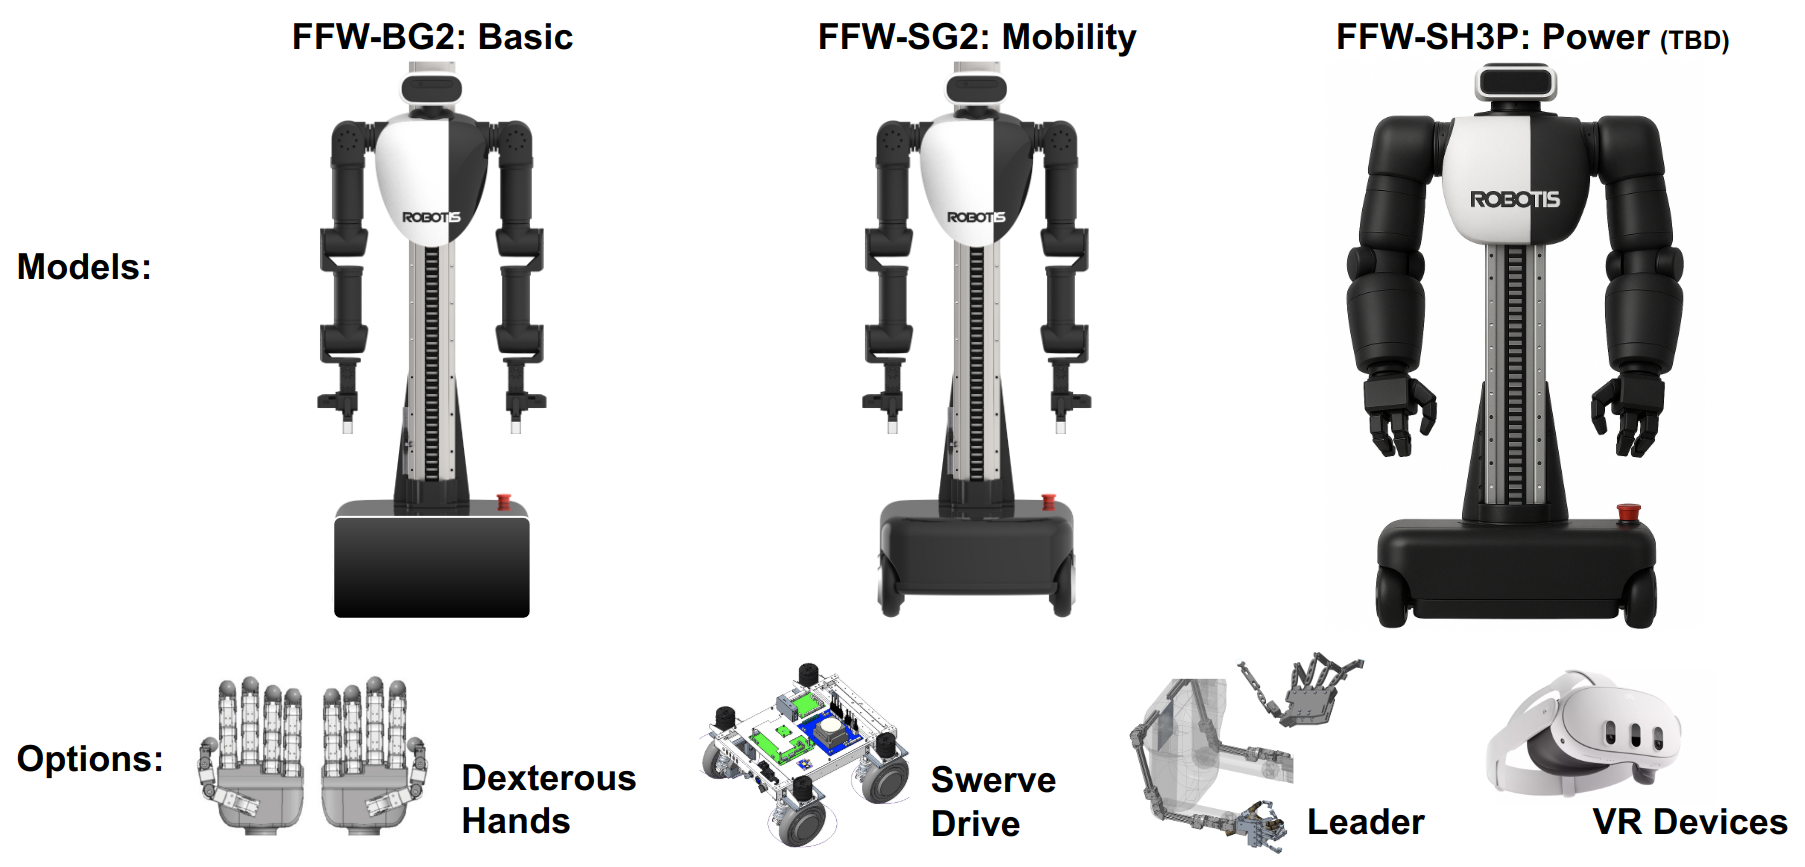 FFW-BG2: Basic
FFW-SG2: Mobility
FFW-SH3P: Power (TBD)
ROBOTIS
ROBOTIS
ROBOTIS
Models:
Options:
Dexterous
Hands
Swerve
Drive
Leader
VR Devices